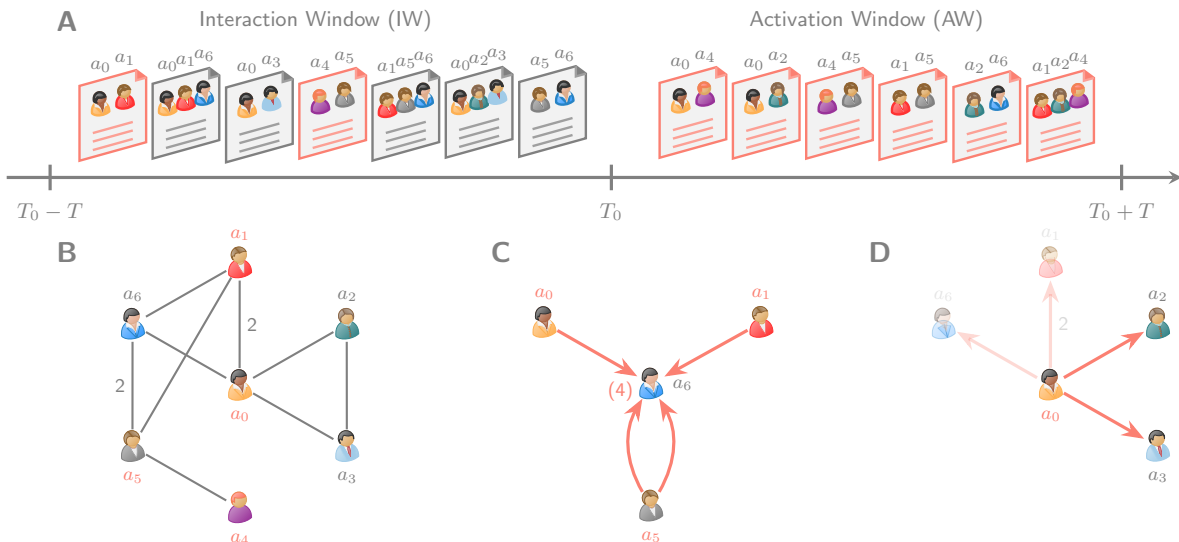 A
Interaction Window (IW)
Activation Window (AW)
a0 a1
a0 a1 a6
a0 a3
a4 a5
a1 a5 a6
a0 a2 a3
a5 a6
a0 a4
a0 a2
a4 a5
a1 a5
a2 a6
a1 a2 a4
T0 − T
T0
T0 + T
B
a1
a6
a2
2
2
a0
a5
a3
a4
C
a0
a1
(4)
a6
a5
D
a1
a6
a2
2
a0
a3